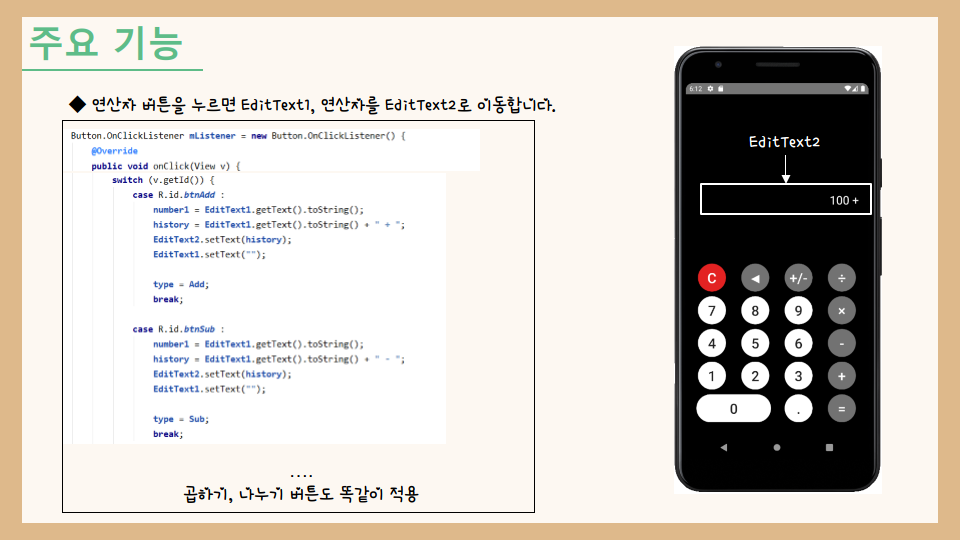 주요 기능
◆ 연산자 버튼을 누르면 EditText1, 연산자를 EditText2로 이동합니다.
Button.OnClickListener mListener = new Button.OnClickListener() {
@Override
public void onClick(View v) {
switch (v.getId()) {
case R.id.btnAdd :
number1 = EditText1.getText().toString();
history = EditText1.getText().toString() + " + ";
EditText2.setText(history);
EditText1.setText("");
type = Add;
break;
case R.id.btnSub :
number1 = EditText1.getText().toString();
history = EditText1.getText().toString() + " - ";
EditText2.setText(history);
EditText1.setText("");
type = Sub;
break;
....
곱하기, 나누기 버튼도 똑같이 적용
6:12
EditText2
100 +
C ◀ +/- ÷
7 8 9 ×
4 5 6 -
1 2 3 +
0 . =